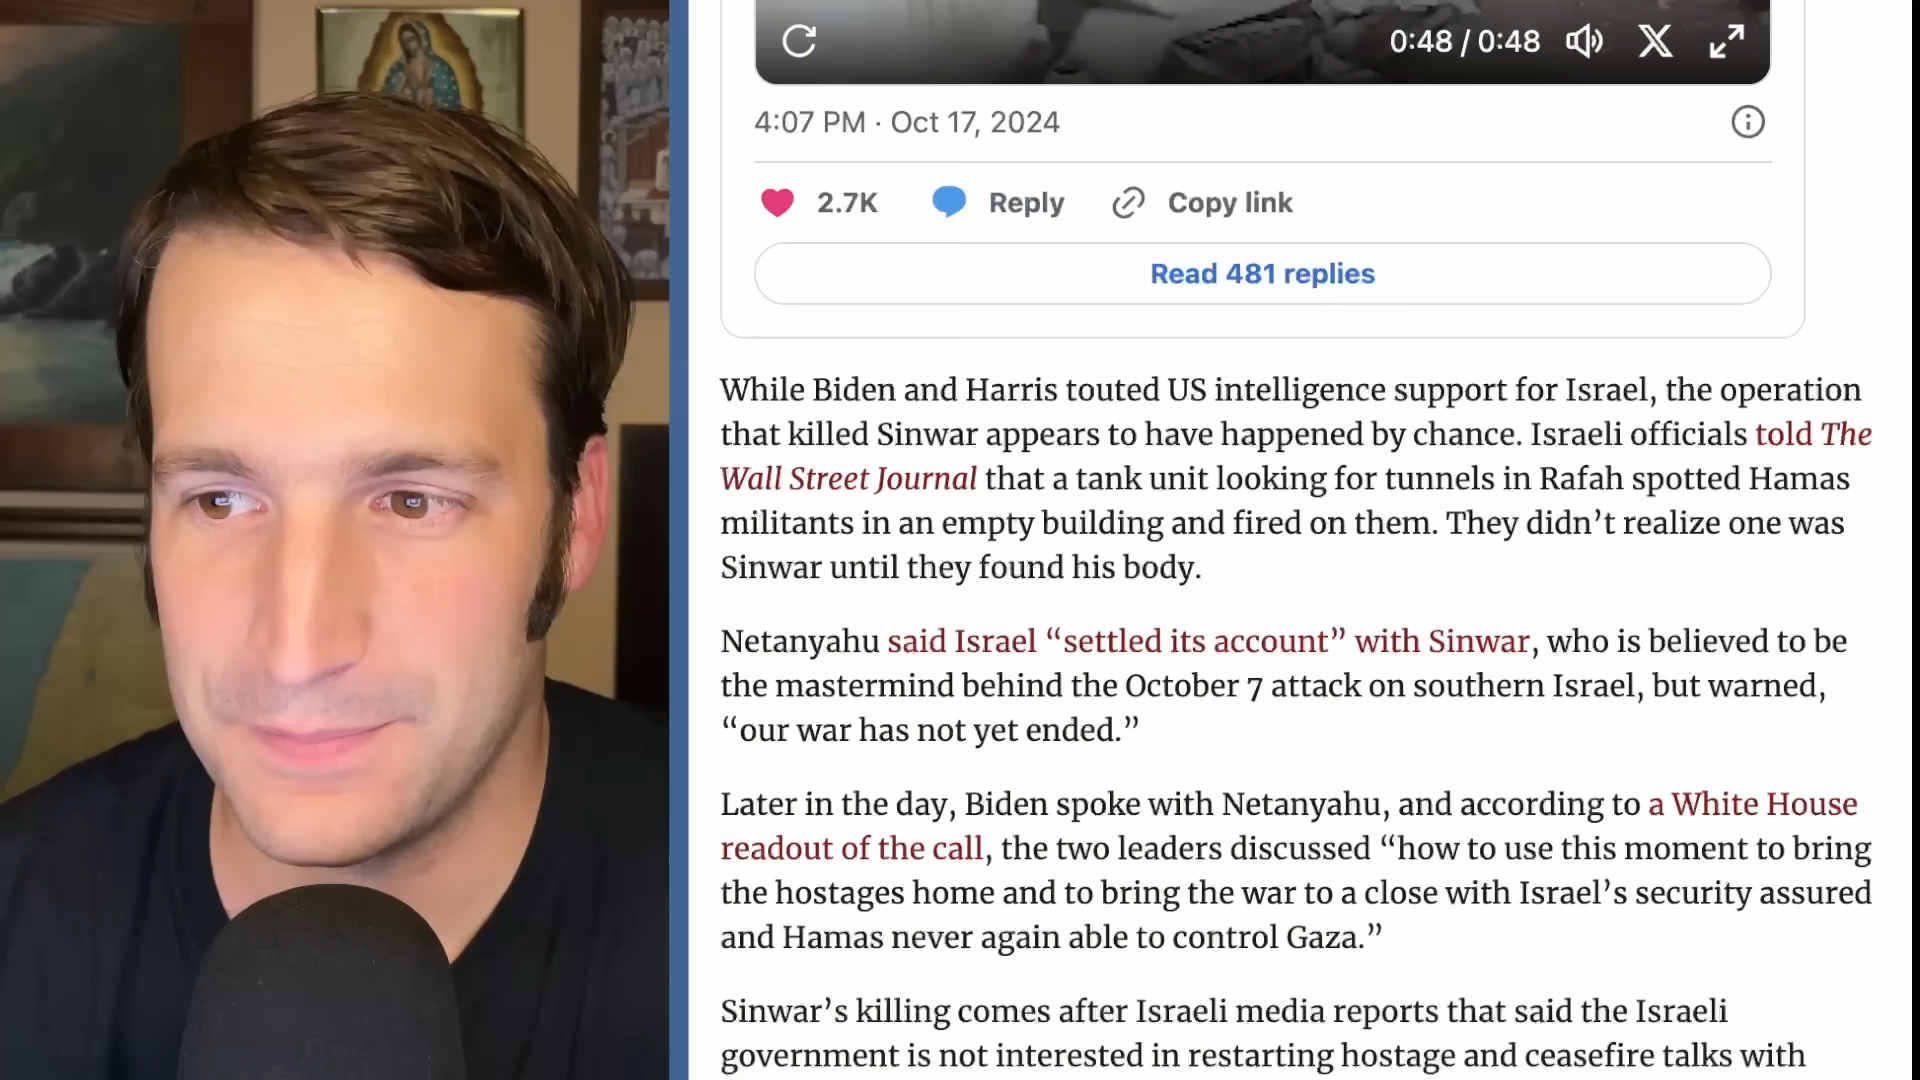 0:48 / 0:48
4:07 PM · Oct 17, 2024
2.7K Reply Copy link
Read 481 replies
While Biden and Harris touted US intelligence support for Israel, the operation
that killed Sinwar appears to have happened by chance. Israeli officials told The
Wall Street Journal that a tank unit looking for tunnels in Rafah spotted Hamas
militants in an empty building and fired on them. They didn’t realize one was
Sinwar until they found his body.
Netanyahu said Israel “settled its account” with Sinwar, who is believed to be
the mastermind behind the October 7 attack on southern Israel, but warned,
“our war has not yet ended.”
Later in the day, Biden spoke with Netanyahu, and according to a White House
readout of the call, the two leaders discussed “how to use this moment to bring
the hostages home and to bring the war to a close with Israel’s security assured
and Hamas never again able to control Gaza.”
Sinwar’s killing comes after Israeli media reports that said the Israeli
government is not interested in restarting hostage and ceasefire talks with